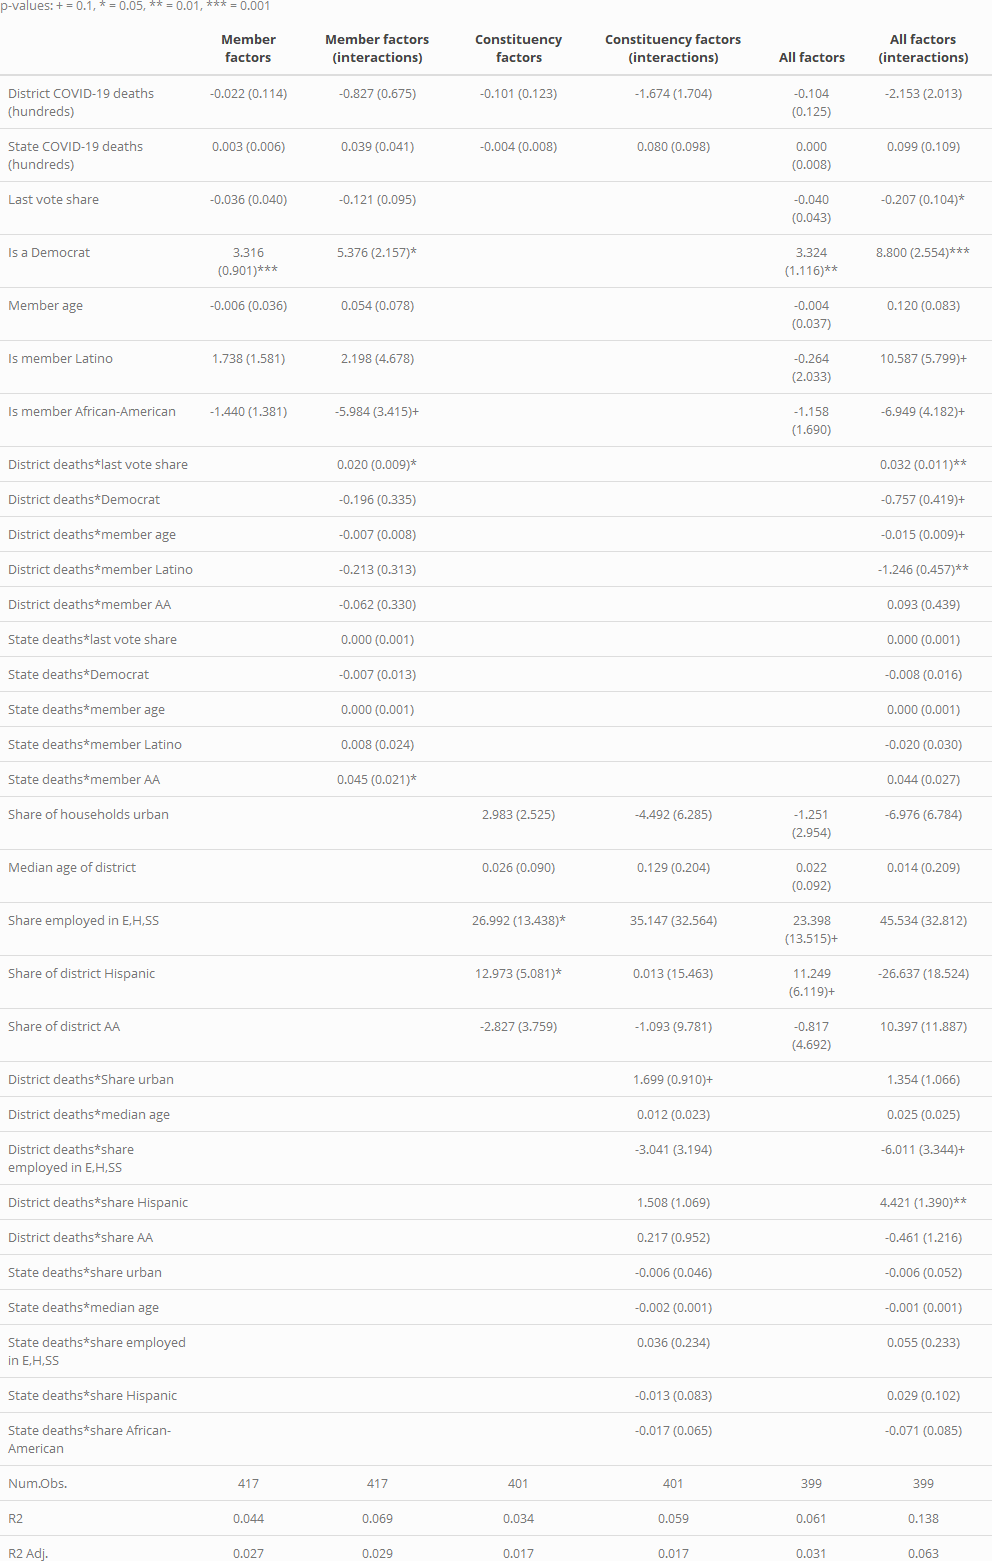 p-values: + = 0.1, * = 0.05, ** = 0.01, *** = 0.001
Member factors Member factors (interactions) Constituency factors Constituency factors (interactions) All factors All factors (interactions)
District COVID-19 deaths (hundreds) -0.022 (0.114) -0.827 (0.675) -0.101 (0.123) -1.674 (1.704) -0.104 (0.125) -2.153 (2.013)
State COVID-19 deaths (hundreds) 0.003 (0.006) 0.039 (0.041) -0.004 (0.008) 0.080 (0.098) 0.000 (0.008) 0.099 (0.109)
Last vote share -0.036 (0.040) -0.121 (0.095) -0.040 (0.043) -0.207 (0.104)*
Is a Democrat 3.316 (0.901)*** 5.376 (2.157)* 3.324 (1.116)** 8.800 (2.554)***
Member age -0.006 (0.036) 0.054 (0.078) -0.004 (0.037) 0.120 (0.083)
Is member Latino 1.738 (1.581) 2.198 (4.678) -0.264 (2.033) 10.587 (5.799)+
Is member African-American -1.440 (1.381) -5.984 (3.415)+ -1.158 (1.690) -6.949 (4.182)+
District deaths*last vote share 0.020 (0.009)* 0.032 (0.011)**
District deaths*Democrat -0.196 (0.335) -0.757 (0.419)+
District deaths*member age -0.007 (0.008) -0.015 (0.009)+
District deaths*member Latino -0.213 (0.313) -1.246 (0.457)**
District deaths*member AA -0.062 (0.330) 0.093 (0.439)
State deaths*last vote share 0.000 (0.001) 0.000 (0.001)
State deaths*Democrat -0.007 (0.013) -0.008 (0.016)
State deaths*member age 0.000 (0.001) 0.000 (0.001)
State deaths*member Latino 0.008 (0.024) -0.020 (0.030)
State deaths*member AA 0.045 (0.021)* 0.044 (0.027)
Share of households urban 2.983 (2.525) -4.492 (6.285) -1.251 (2.954) -6.976 (6.784)
Median age of district 0.026 (0.090) 0.129 (0.204) 0.022 (0.092) 0.014 (0.209)
Share employed in E,H,SS 26.992 (13.438)* 35.147 (32.564) 23.398 (13.515)+ 45.534 (32.812)
Share of district Hispanic 12.973 (5.081)* 0.013 (15.463) 11.249 (6.119)+ -26.637 (18.524)
Share of district AA -2.827 (3.759) -1.093 (9.781) -0.817 (4.692) 10.397 (11.887)
District deaths*Share urban 1.699 (0.910)+ 1.354 (1.066)
District deaths*median age 0.012 (0.023) 0.025 (0.025)
District deaths*share employed in E,H,SS -3.041 (3.194) -6.011 (3.344)+
District deaths*share Hispanic 1.508 (1.069) 4.421 (1.390)**
District deaths*share AA 0.217 (0.952) -0.461 (1.216)
State deaths*share urban -0.006 (0.046) -0.006 (0.052)
State deaths*median age -0.002 (0.001) -0.001 (0.001)
State deaths*share employed in E,H,SS 0.036 (0.234) 0.055 (0.233)
State deaths*share Hispanic -0.013 (0.083) 0.029 (0.102)
State deaths*share African-American -0.017 (0.065) -0.071 (0.085)
Num.Obs. 417 417 401 401 399 399
R2 0.044 0.069 0.034 0.059 0.061 0.138
R2 Adj. 0.027 0.029 0.017 0.017 0.031 0.063